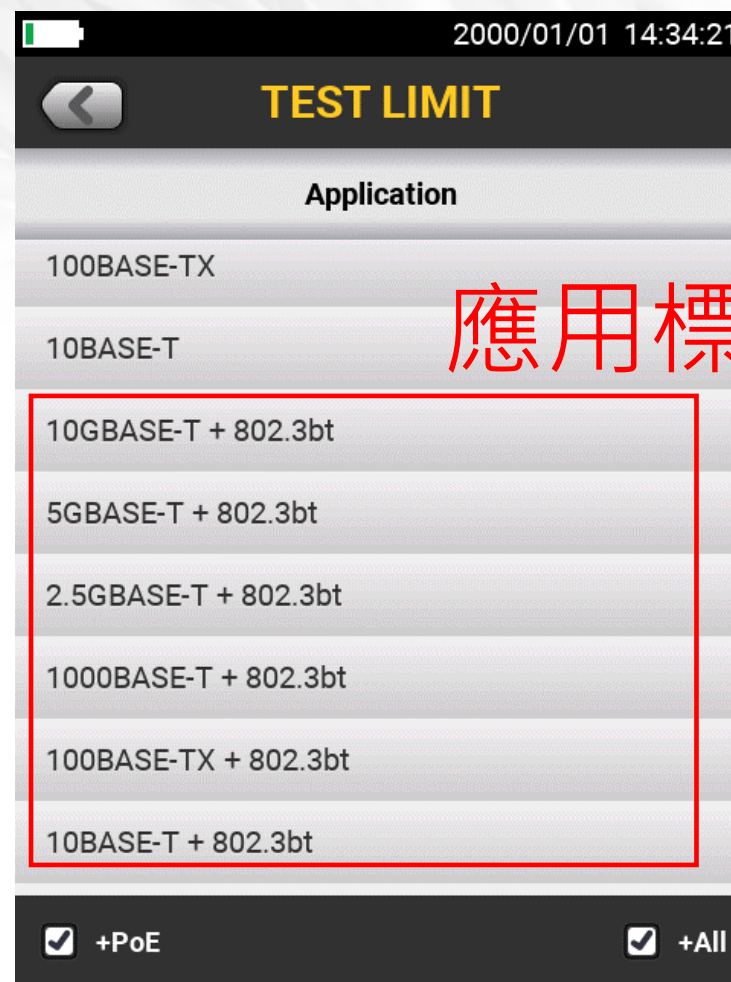 2000/01/01 14:34:21
TEST LIMIT
Application
100BASE-TX
應用標
10BASE-T
10GBASE-T + 802.3bt
5GBASE-T + 802.3bt
2.5GBASE-T + 802.3bt
1000BASE-T + 802.3bt
100BASE-TX + 802.3bt
10BASE-T + 802.3bt
+PoE
+All